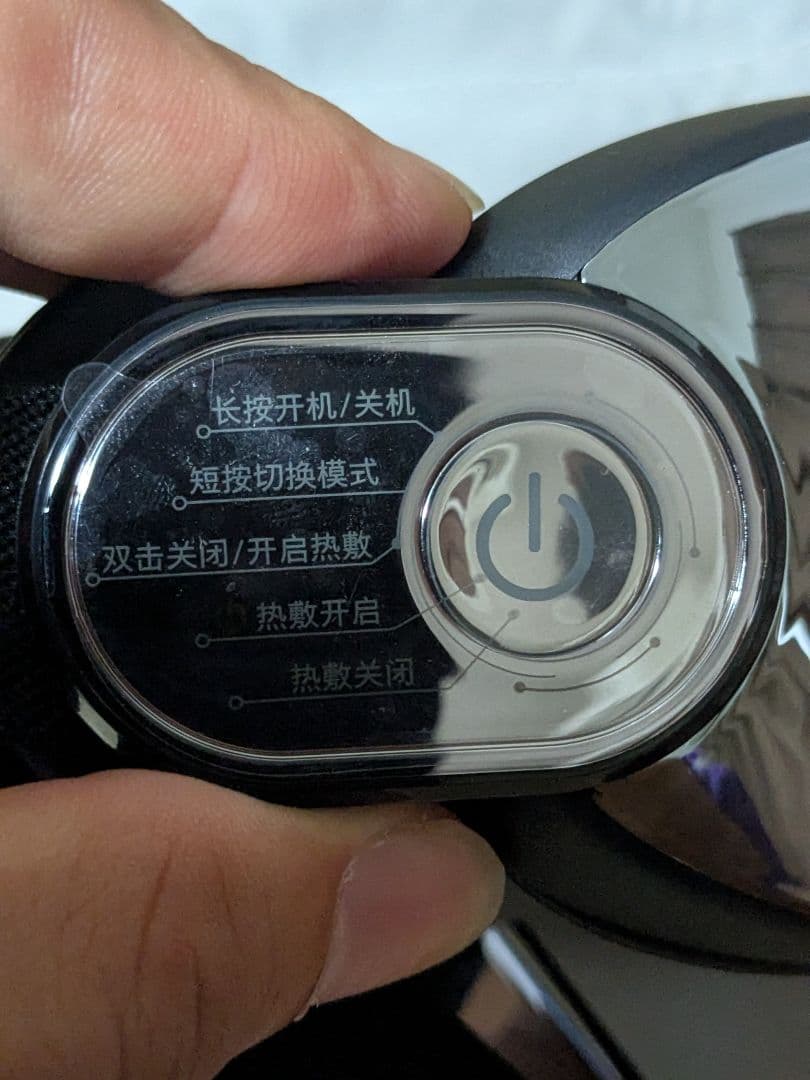 长按开机/关机
短按切换模式
双击关闭/开启热敷
热敷开启
热敷关闭